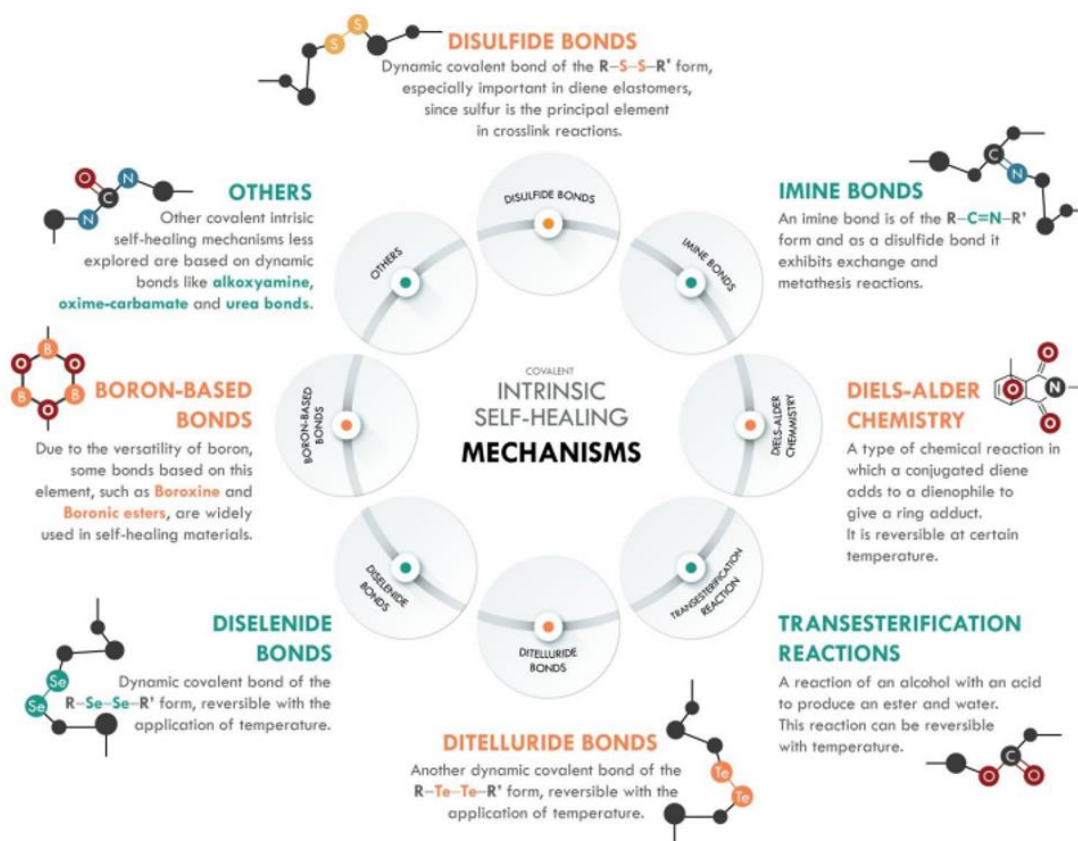 DISULFIDE BONDS
Dynamic covalent bond of the R–S–S–R' form,
especially important in diene elastomers,
since sulfur is the principal element
in crosslink reactions.
S
S
IMINE BONDS
An imine bond is of the R–C=N–R'
form and as a disulfide bond it
exhibits exchange and
metathesis reactions.
C
N
DIELS-ALDER
CHEMISTRY
A type of chemical reaction in
which a conjugated diene
adds to a dienophile to
give a ring adduct.
It is reversible at certain
temperature.
O
O
N
O
TRANSESTERIFICATION
REACTIONS
A reaction of an alcohol with an acid
to produce an ester and water.
This reaction can be reversible
with temperature.
C
O
O
DITELLURIDE BONDS
Another dynamic covalent bond of the
R–Te–Te–R' form, reversible with the
application of temperature.
Te
Te
DISELENIDE
BONDS
Dynamic covalent bond of the
R–Se–Se–R' form, reversible with the
application of temperature.
Se
Se
BORON-BASED
BONDS
Due to the versatility of boron,
some bonds based on this
element, such as Boroxine and
Boronic esters, are widely
used in self-healing materials.
B
O
O
B
B
O
OTHERS
Other covalent intrisic
self-healing mechanisms less
explored are based on dynamic
bonds like alkoxyamine,
oxime-carbamate and urea bonds.
O
N
C
N
DISULFIDE BONDS
IMINE BONDS
DIELS-ALDER
CHEMMISTRY
TRANSESTERIFICATION
REACTION
DITELLURIDE
BONDS
DISELENIDE
BONDS
BORON-BASED
BONDS
OTHERS
COVALENT
INTRINSIC
SELF-HEALING
MECHANISMS